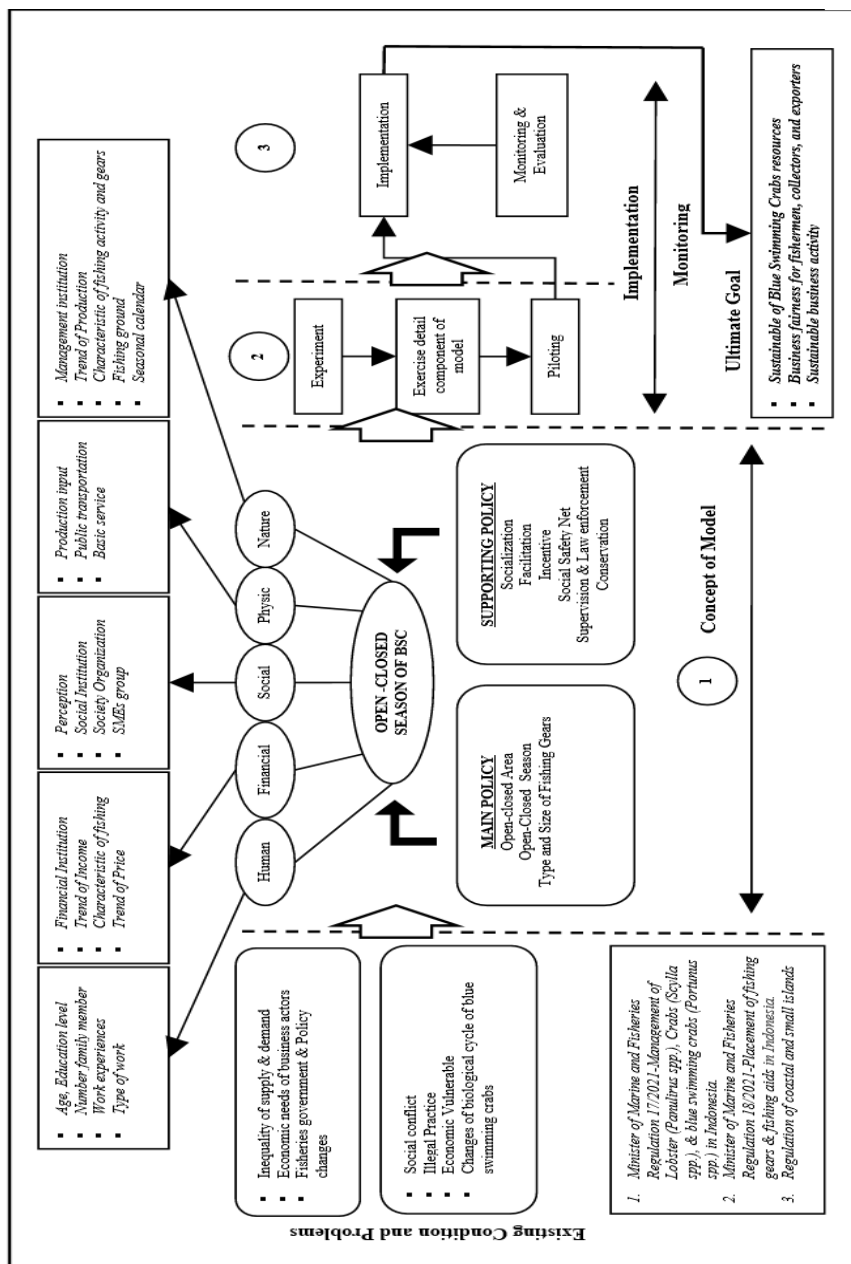 Existing Condition and Problems
Age, Education level
Number family member
Work experiences
Type of work
Financial Institution
Trend of Income
Characteristic of fishing
Trend of Price
Perception
Social Institution
Society Organization
SMEs group
Production input
Public transportation
Basic service
Management institution
Trend of Production
Characteristic of fishing activity and gears
Fishing ground
Seasonal calendar
Inequality of supply & demand
Economic needs of business actors
Fisheries government & Policy
changes
Social conflict
Illegal Practice
Economic Vulnerable
Changes of biological cycle of blue
swimming crabs
1. Minister of Marine and Fisheries
Regulation 17/2021-Management of
Lobster (Panulirus spp.), Crabs (Scylla
spp.), & blue swimming crabs (Portunus
spp.) in Indonesia.
2. Minister of Marine and Fisheries
Regulation 18/2021-Placement of fishing
gears & fishing aids in Indonesia.
3. Regulation of coastal and small islands
Human
Financial
Social
Physic
Nature
OPEN -CLOSED
SEASON OF BSC
MAIN POLICY
Open-closed Area
Open-Closed Season
Type and Size of Fishing Gears
SUPPORTING POLICY
Socialization
Facilitation
Incentive
Social Safety Net
Supervision & Law enforcement
Conservation
1
Concept of Model
2
Experiment
Exercise detail
component of
model
Piloting
3
Implementation
Monitoring &
Evaluation
Implementation
Monitoring
Ultimate Goal
Sustainable of Blue Swimming Crabs resources
Business fairness for fishermen, collectors, and exporters
Sustainable business activity